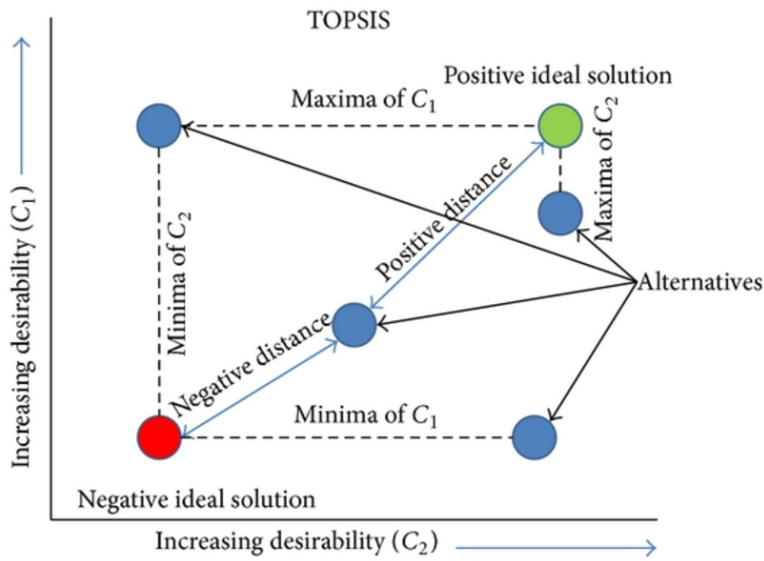 TOPSIS
Positive ideal solution
Maxima of C1
Maxima of C2
Positive distance
Minima of C2
Alternatives
Negative distance
Minima of C1
Negative ideal solution
Increasing desirability (C1)
Increasing desirability (C2)